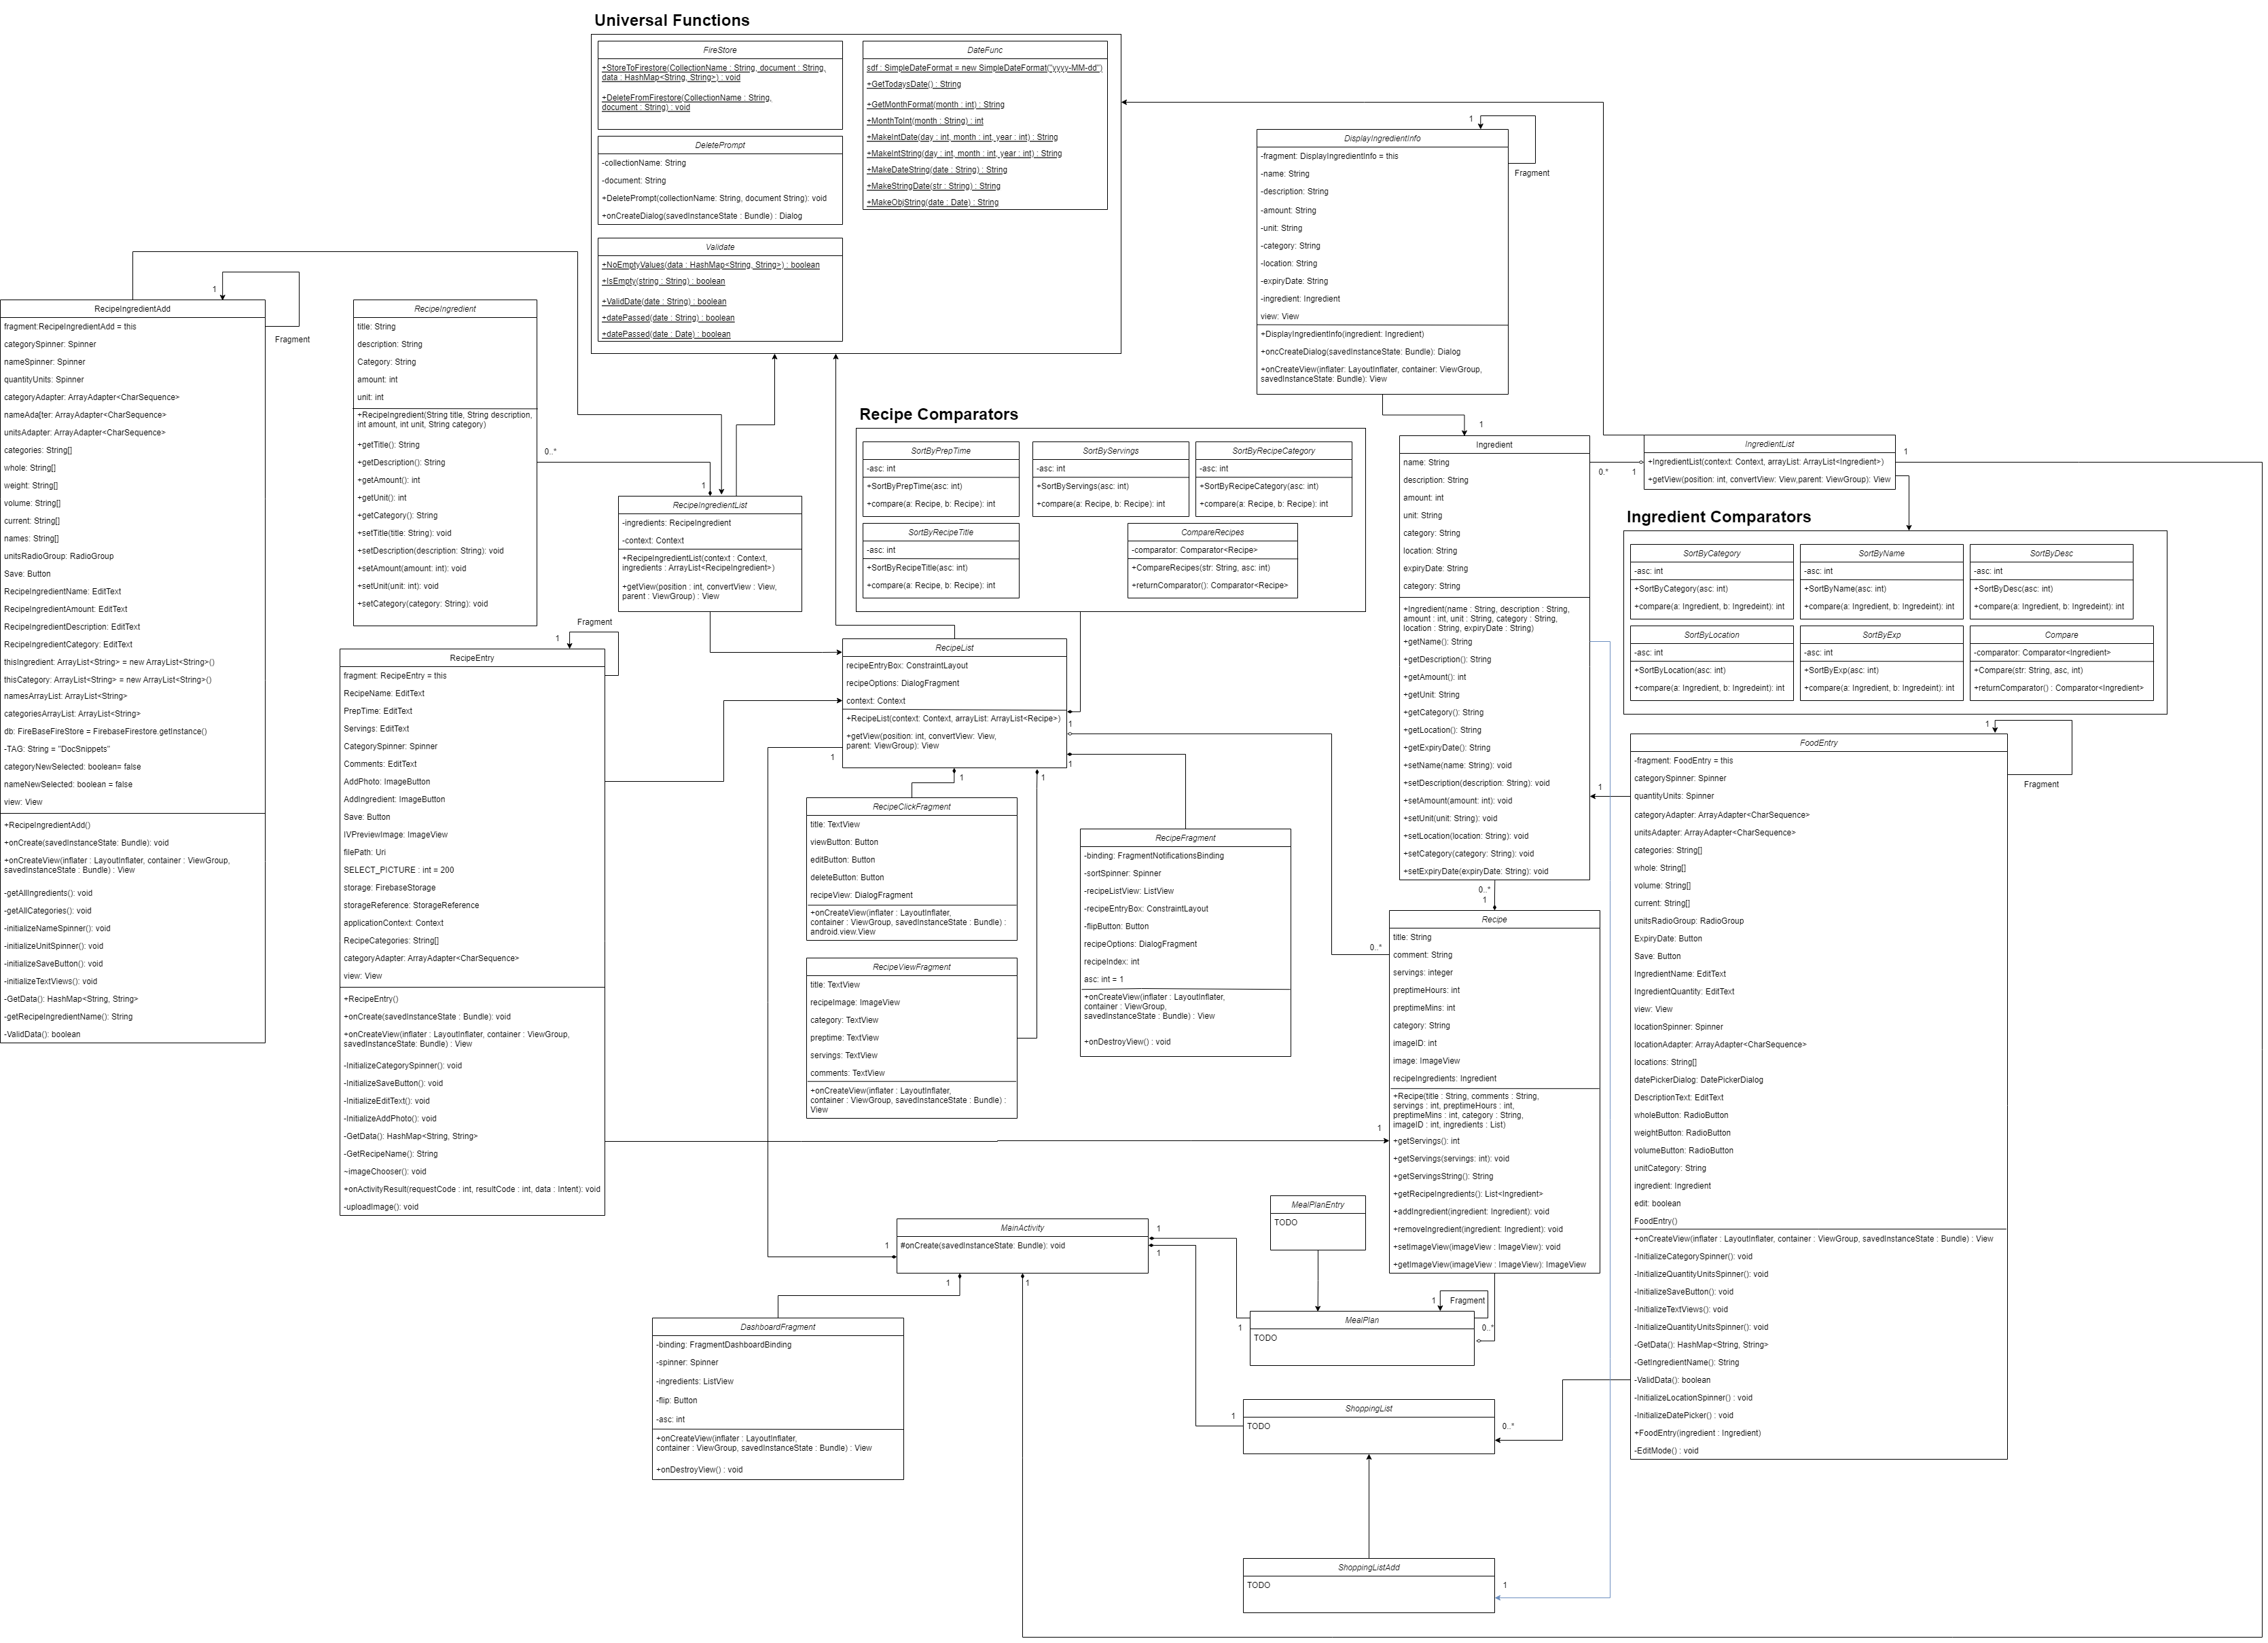 Universal Functions
FireStore
+StoreToFirestore(CollectionName : String, document : String,
data : HashMap<String, String>) : void
+DeleteFromFirestore(CollectionName : String,
document : String) : void
DeletePrompt
-collectionName: String
-document: String
+DeletePrompt(collectionName: String, document String): void
+onCreateDialog(savedInstanceState : Bundle) : Dialog
Validate
+NoEmptyValues(data : HashMap<String, String>) : boolean
+IsEmpty(string : String) : boolean
+ValidDate(date : String) : boolean
+datePassed(date : String) : boolean
+datePassed(date : Date) : boolean
DateFunc
sdf : SimpleDateFormat = new SimpleDateFormat("yyyy-MM-dd")
+GetTodaysDate() : String
+GetMonthFormat(month : int) : String
+MonthToInt(month : String) : int
+MakeIntDate(day : int, month : int, year : int) : String
+MakeIntString(day : int, month : int, year : int) : String
+MakeDateString(date : String) : String
+MakeStringDate(str : String) : String
+MakeObjString(date : Date) : String
1
Fragment
DisplayIngredientInfo
-fragment: DisplayIngredientInfo = this
-name: String
-description: String
-amount: String
-unit: String
-category: String
-location: String
-expiryDate: String
-ingredient: Ingredient
view: View
+DisplayIngredientInfo(ingredient: Ingredient)
+oncCreateDialog(savedInstanceState: Bundle): Dialog
+onCreateView(inflater: LayoutInflater, container: ViewGroup,
savedInstanceState: Bundle): View
1
1
Fragment
RecipeIngredientAdd
fragment:RecipeIngredientAdd = this
categorySpinner: Spinner
nameSpinner: Spinner
quantityUnits: Spinner
categoryAdapter: ArrayAdapter<CharSequence>
nameAda[ter: ArrayAdapter<CharSequence>
unitsAdapter: ArrayAdapter<CharSequence>
categories: String[]
whole: String[]
weight: String[]
volume: String[]
current: String[]
names: String[]
unitsRadioGroup: RadioGroup
Save: Button
RecipeIngredientName: EditText
RecipeIngredientAmount: EditText
RecipeIngredientDescription: EditText
RecipeIngredientCategory: EditText
thisIngredient: ArrayList<String> = new ArrayList<String>()
thisCategory: ArrayList<String> = new ArrayList<String>()
namesArrayList: ArrayList<String>
categoriesArrayList: ArrayList<String>
db: FireBaseFireStore = FirebaseFirestore.getInstance()
-TAG: String = "DocSnippets"
categoryNewSelected: boolean= false
nameNewSelected: boolean = false
view: View
+RecipeIngredientAdd()
+onCreate(savedInstanceState: Bundle): void
+onCreateView(inflater : LayoutInflater, container : ViewGroup,
savedInstanceState : Bundle) : View
-getAllIngredients(): void
-getAllCategories(): void
-initializeNameSpinner(): void
-initializeUnitSpinner(): void
-initializeSaveButton(): void
-initializeTextViews(): void
-GetData(): HashMap<String, String>
-getRecipeIngredientName(): String
-ValidData(): boolean
RecipeIngredient
title: String
description: String
Category: String
amount: int
unit: int
+RecipeIngredient(String title, String description,
int amount, int unit, String category)
+getTitle(): String
+getDescription(): String
+getAmount(): int
+getUnit(): int
+getCategory(): String
+setTitle(title: String): void
+setDescription(description: String): void
+setAmount(amount: int): void
+setUnit(unit: int): void
+setCategory(category: String): void
0..*
1
RecipeIngredientList
-ingredients: RecipeIngredient
-context: Context
+RecipeIngredientList(context : Context,
ingredients : ArrayList<RecipeIngredient>)
+getView(position : int, convertView : View,
parent : ViewGroup) : View
Recipe Comparators
SortByPrepTime
-asc: int
+SortByPrepTime(asc: int)
+compare(a: Recipe, b: Recipe): int
SortByServings
-asc: int
+SortByServings(asc: int)
+compare(a: Recipe, b: Recipe): int
SortByRecipeCategory
-asc: int
+SortByRecipeCategory(asc: int)
+compare(a: Recipe, b: Recipe): int
SortByRecipeTitle
-asc: int
+SortByRecipeTitle(asc: int)
+compare(a: Recipe, b: Recipe): int
CompareRecipes
-comparator: Comparator<Recipe>
+CompareRecipes(str: String, asc: int)
+returnComparator(): Comparator<Recipe>
Ingredient
name: String
description: String
amount: int
unit: String
category: String
location: String
expiryDate: String
category: String
+Ingredient(name : String, description : String,
amount : int, unit : String, category : String,
location : String, expiryDate : String)
+getName(): String
+getDescription(): String
+getAmount(): int
+getUnit: String
+getCategory(): String
+getLocation(): String
+getExpiryDate(): String
+setName(name: String): void
+setDescription(description: String): void
+setAmount(amount: int): void
+setUnit(unit: String): void
+setLocation(location: String): void
+setCategory(category: String): void
+setExpiryDate(expiryDate: String): void
0..*
1
IngredientList
+IngredientList(context: Context, arrayList: ArrayList<Ingredient>)
+getView(position: int, convertView: View,parent: ViewGroup): View
1
Ingredient Comparators
SortByCategory
-asc: int
+SortByCategory(asc: int)
+compare(a: Ingredient, b: Ingredeint): int
SortByName
-asc: int
+SortByName(asc: int)
+compare(a: Ingredient, b: Ingredeint): int
SortByDesc
-asc: int
+SortByDesc(asc: int)
+compare(a: Ingredient, b: Ingredeint): int
SortByLocation
-asc: int
+SortByLocation(asc: int)
+compare(a: Ingredient, b: Ingredeint): int
SortByExp
-asc: int
+SortByExp(asc: int)
+compare(a: Ingredient, b: Ingredeint): int
Compare
-comparator: Comparator<Ingredient>
+Compare(str: String, asc, int)
+returnComparator() : Comparator<Ingredient>
Fragment
1
RecipeEntry
fragment: RecipeEntry = this
RecipeName: EditText
PrepTime: EditText
Servings: EditText
CategorySpinner: Spinner
Comments: EditText
AddPhoto: ImageButton
AddIngredient: ImageButton
Save: Button
IVPreviewImage: ImageView
filePath: Uri
SELECT_PICTURE : int = 200
storage: FirebaseStorage
storageReference: StorageReference
applicationContext: Context
RecipeCategories: String[]
categoryAdapter: ArrayAdapter<CharSequence>
view: View
+RecipeEntry()
+onCreate(savedInstanceState : Bundle): void
+onCreateView(inflater : LayoutInflater, container : ViewGroup,
savedInstanceState: Bundle) : View
-InitializeCategorySpinner(): void
-InitializeSaveButton(): void
-InitializeEditText(): void
-InitializeAddPhoto(): void
-GetData(): HashMap<String, String>
-GetRecipeName(): String
~imageChooser(): void
+onActivityResult(requestCode : int, resultCode : int, data : Intent): void
-uploadImage(): void
RecipeList
recipeEntryBox: ConstraintLayout
recipeOptions: DialogFragment
context: Context
+RecipeList(context: Context, arrayList: ArrayList<Recipe>)
+getView(position: int, convertView: View,
parent: ViewGroup): View
1
1
1
1
1
RecipeClickFragment
title: TextView
viewButton: Button
editButton: Button
deleteButton: Button
recipeView: DialogFragment
+onCreateView(inflater : LayoutInflater,
container : ViewGroup, savedInstanceState : Bundle) :
android.view.View
RecipeViewFragment
title: TextView
recipeImage: ImageView
category: TextView
preptime: TextView
servings: TextView
comments: TextView
+onCreateView(inflater : LayoutInflater,
container : ViewGroup, savedInstanceState : Bundle) :
View
RecipeFragment
-binding: FragmentNotificationsBinding
-sortSpinner: Spinner
-recipeListView: ListView
-recipeEntryBox: ConstraintLayout
-flipButton: Button
recipeOptions: DialogFragment
recipeIndex: int
asc: int = 1
+onCreateView(inflater : LayoutInflater,
container : ViewGroup,
savedInstanceState : Bundle) : View
+onDestroyView() : void
0..*
1
0..*
1
Recipe
title: String
comment: String
servings: integer
preptimeHours: int
preptimeMins: int
category: String
imageID: int
image: ImageView
recipeIngredients: Ingredient
+Recipe(title : String, comments : String,
servings : int, preptimeHours : int,
preptimeMins : int, category : String,
imageID : int, ingredients : List)
+getServings(): int
+getServings(servings: int): void
+getServingsString(): String
+getRecipeIngredients(): List<Ingredient>
+addIngredient(ingredient: Ingredient): void
+removeIngredient(ingredient: Ingredient): void
+setImageView(imageView : ImageView): void
+getImageView(imageView : ImageView): ImageView
1
1
Fragment
FoodEntry
-fragment: FoodEntry = this
categorySpinner: Spinner
quantityUnits: Spinner
categoryAdapter: ArrayAdapter<CharSequence>
unitsAdapter: ArrayAdapter<CharSequence>
categories: String[]
whole: String[]
volume: String[]
current: String[]
unitsRadioGroup: RadioGroup
ExpiryDate: Button
Save: Button
IngredientName: EditText
IngredientQuantity: EditText
view: View
locationSpinner: Spinner
locationAdapter: ArrayAdapter<CharSequence>
locations: String[]
datePickerDialog: DatePickerDialog
DescriptionText: EditText
wholeButton: RadioButton
weightButton: RadioButton
volumeButton: RadioButton
unitCategory: String
ingredient: Ingredient
edit: boolean
FoodEntry()
+onCreateView(inflater : LayoutInflater, container : ViewGroup, savedInstanceState : Bundle) : View
-InitializeCategorySpinner(): void
-InitializeQuantityUnitsSpinner(): void
-InitializeSaveButton(): void
-InitializeTextViews(): void
-InitializeQuantityUnitsSpinner(): void
-GetData(): HashMap<String, String>
-GetIngredientName(): String
-ValidData(): boolean
-InitializeLocationSpinner() : void
-InitializeDatePicker() : void
+FoodEntry(ingredient : Ingredient)
-EditMode() : void
MealPlanEntry
TODO
1
MainActivity
#onCreate(savedInstanceState: Bundle): void
1
1
1
1
DashboardFragment
-binding: FragmentDashboardBinding
-spinner: Spinner
-ingredients: ListView
-flip: Button
-asc: int
+onCreateView(inflater : LayoutInflater,
container : ViewGroup, savedInstanceState : Bundle) : View
+onDestroyView() : void
1
Fragment
1
MealPlan
TODO
0..*
1
ShoppingList
TODO
0..*
ShoppingListAdd
TODO
1